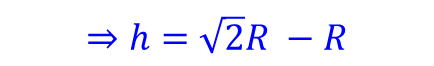 ⇒ h = √2R − R